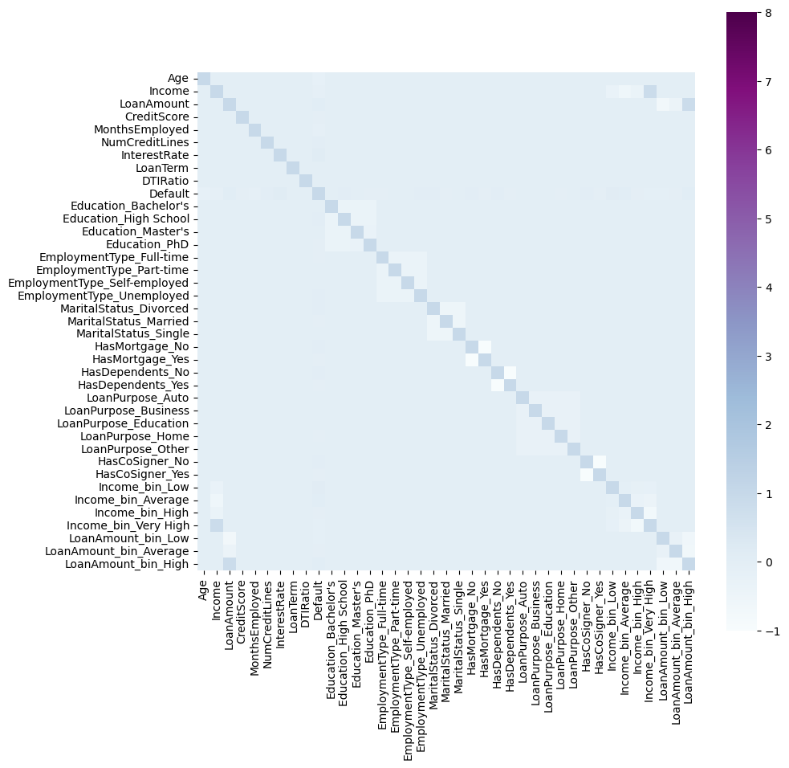 Age
Income
LoanAmount
CreditScore
MonthsEmployed
NumCreditLines
InterestRate
LoanTerm
DTIRatio
Default
Education_Bachelor's
Education_High School
Education_Master's
Education_PhD
EmploymentType_Full-time
EmploymentType_Part-time
EmploymentType_Self-employed
EmploymentType_Unemployed
MaritalStatus_Divorced
MaritalStatus_Married
MaritalStatus_Single
HasMortgage_No
HasMortgage_Yes
HasDependents_No
HasDependents_Yes
LoanPurpose_Auto
LoanPurpose_Business
LoanPurpose_Education
LoanPurpose_Home
LoanPurpose_Other
HasCoSigner_No
HasCoSigner_Yes
Income_bin_Low
Income_bin_Average
Income_bin_High
Income_bin_Very High
LoanAmount_bin_Low
LoanAmount_bin_Average
LoanAmount_bin_High
Age
Income
LoanAmount
CreditScore
MonthsEmployed
NumCreditLines
InterestRate
LoanTerm
DTIRatio
Default
Education_Bachelor's
Education_High School
Education_Master's
Education_PhD
EmploymentType_Full-time
EmploymentType_Part-time
EmploymentType_Self-employed
EmploymentType_Unemployed
MaritalStatus_Divorced
MaritalStatus_Married
MaritalStatus_Single
HasMortgage_No
HasMortgage_Yes
HasDependents_No
HasDependents_Yes
LoanPurpose_Auto
LoanPurpose_Business
LoanPurpose_Education
LoanPurpose_Home
LoanPurpose_Other
HasCoSigner_No
HasCoSigner_Yes
Income_bin_Low
Income_bin_Average
Income_bin_High
Income_bin_Very High
LoanAmount_bin_Low
LoanAmount_bin_Average
LoanAmount_bin_High
8
7
6
5
4
3
2
1
0
−1